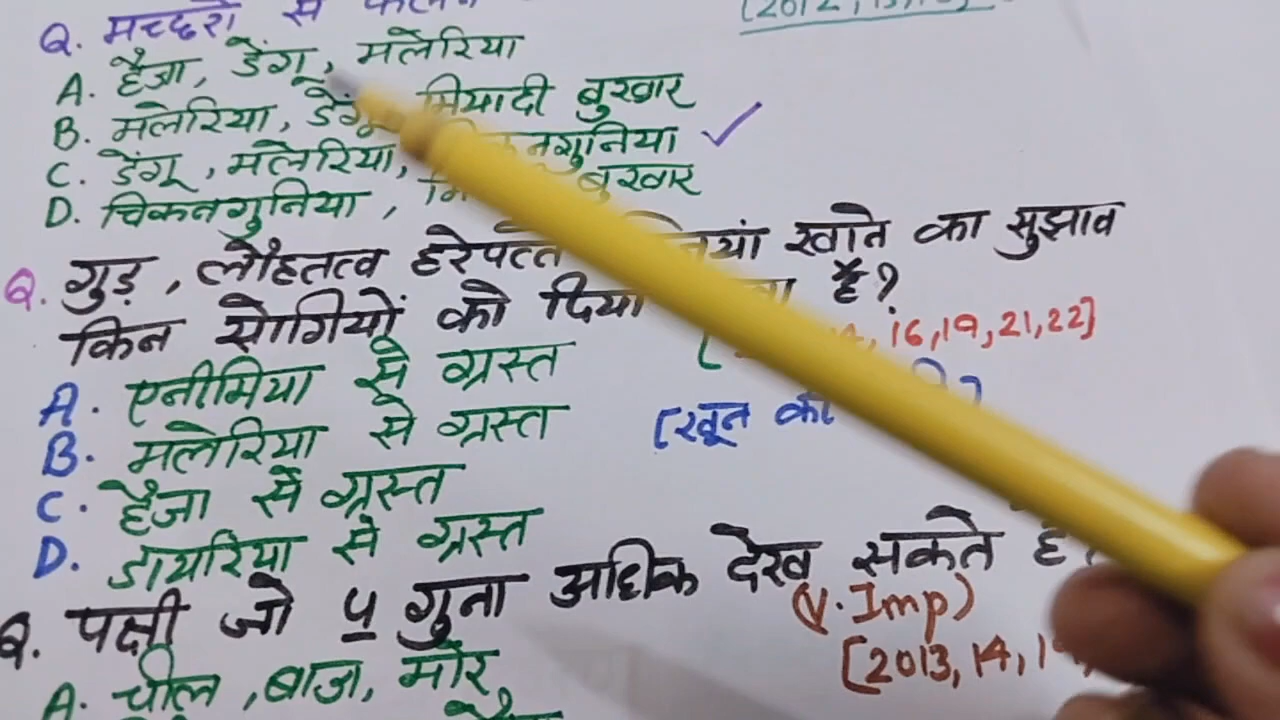 Q. मच्छरों से
[2012,
A. हैजा, डेंगू, मलेरिया
B. मलेरिया, डेंगू मियादी बुखार
C. डेंगू, मलेरिया, चिकनगुनिया ✓
D. चिकनगुनिया, बुखार
Q. गुड़, लौहतत्व हरेपत्ते खाने का सुझाव
किन रोगियों को दिया है?
16, 19, 21, 22]
A. एनीमिया से ग्रस्त
[खून की
B. मलेरिया से ग्रस्त
C. हैजा से ग्रस्त
D. डायरिया से ग्रस्त
Q. पक्षी जो 4 गुना अधिक देख सकते
(V. Imp)
[2013, 14,
A. चील, बाज, मोर,